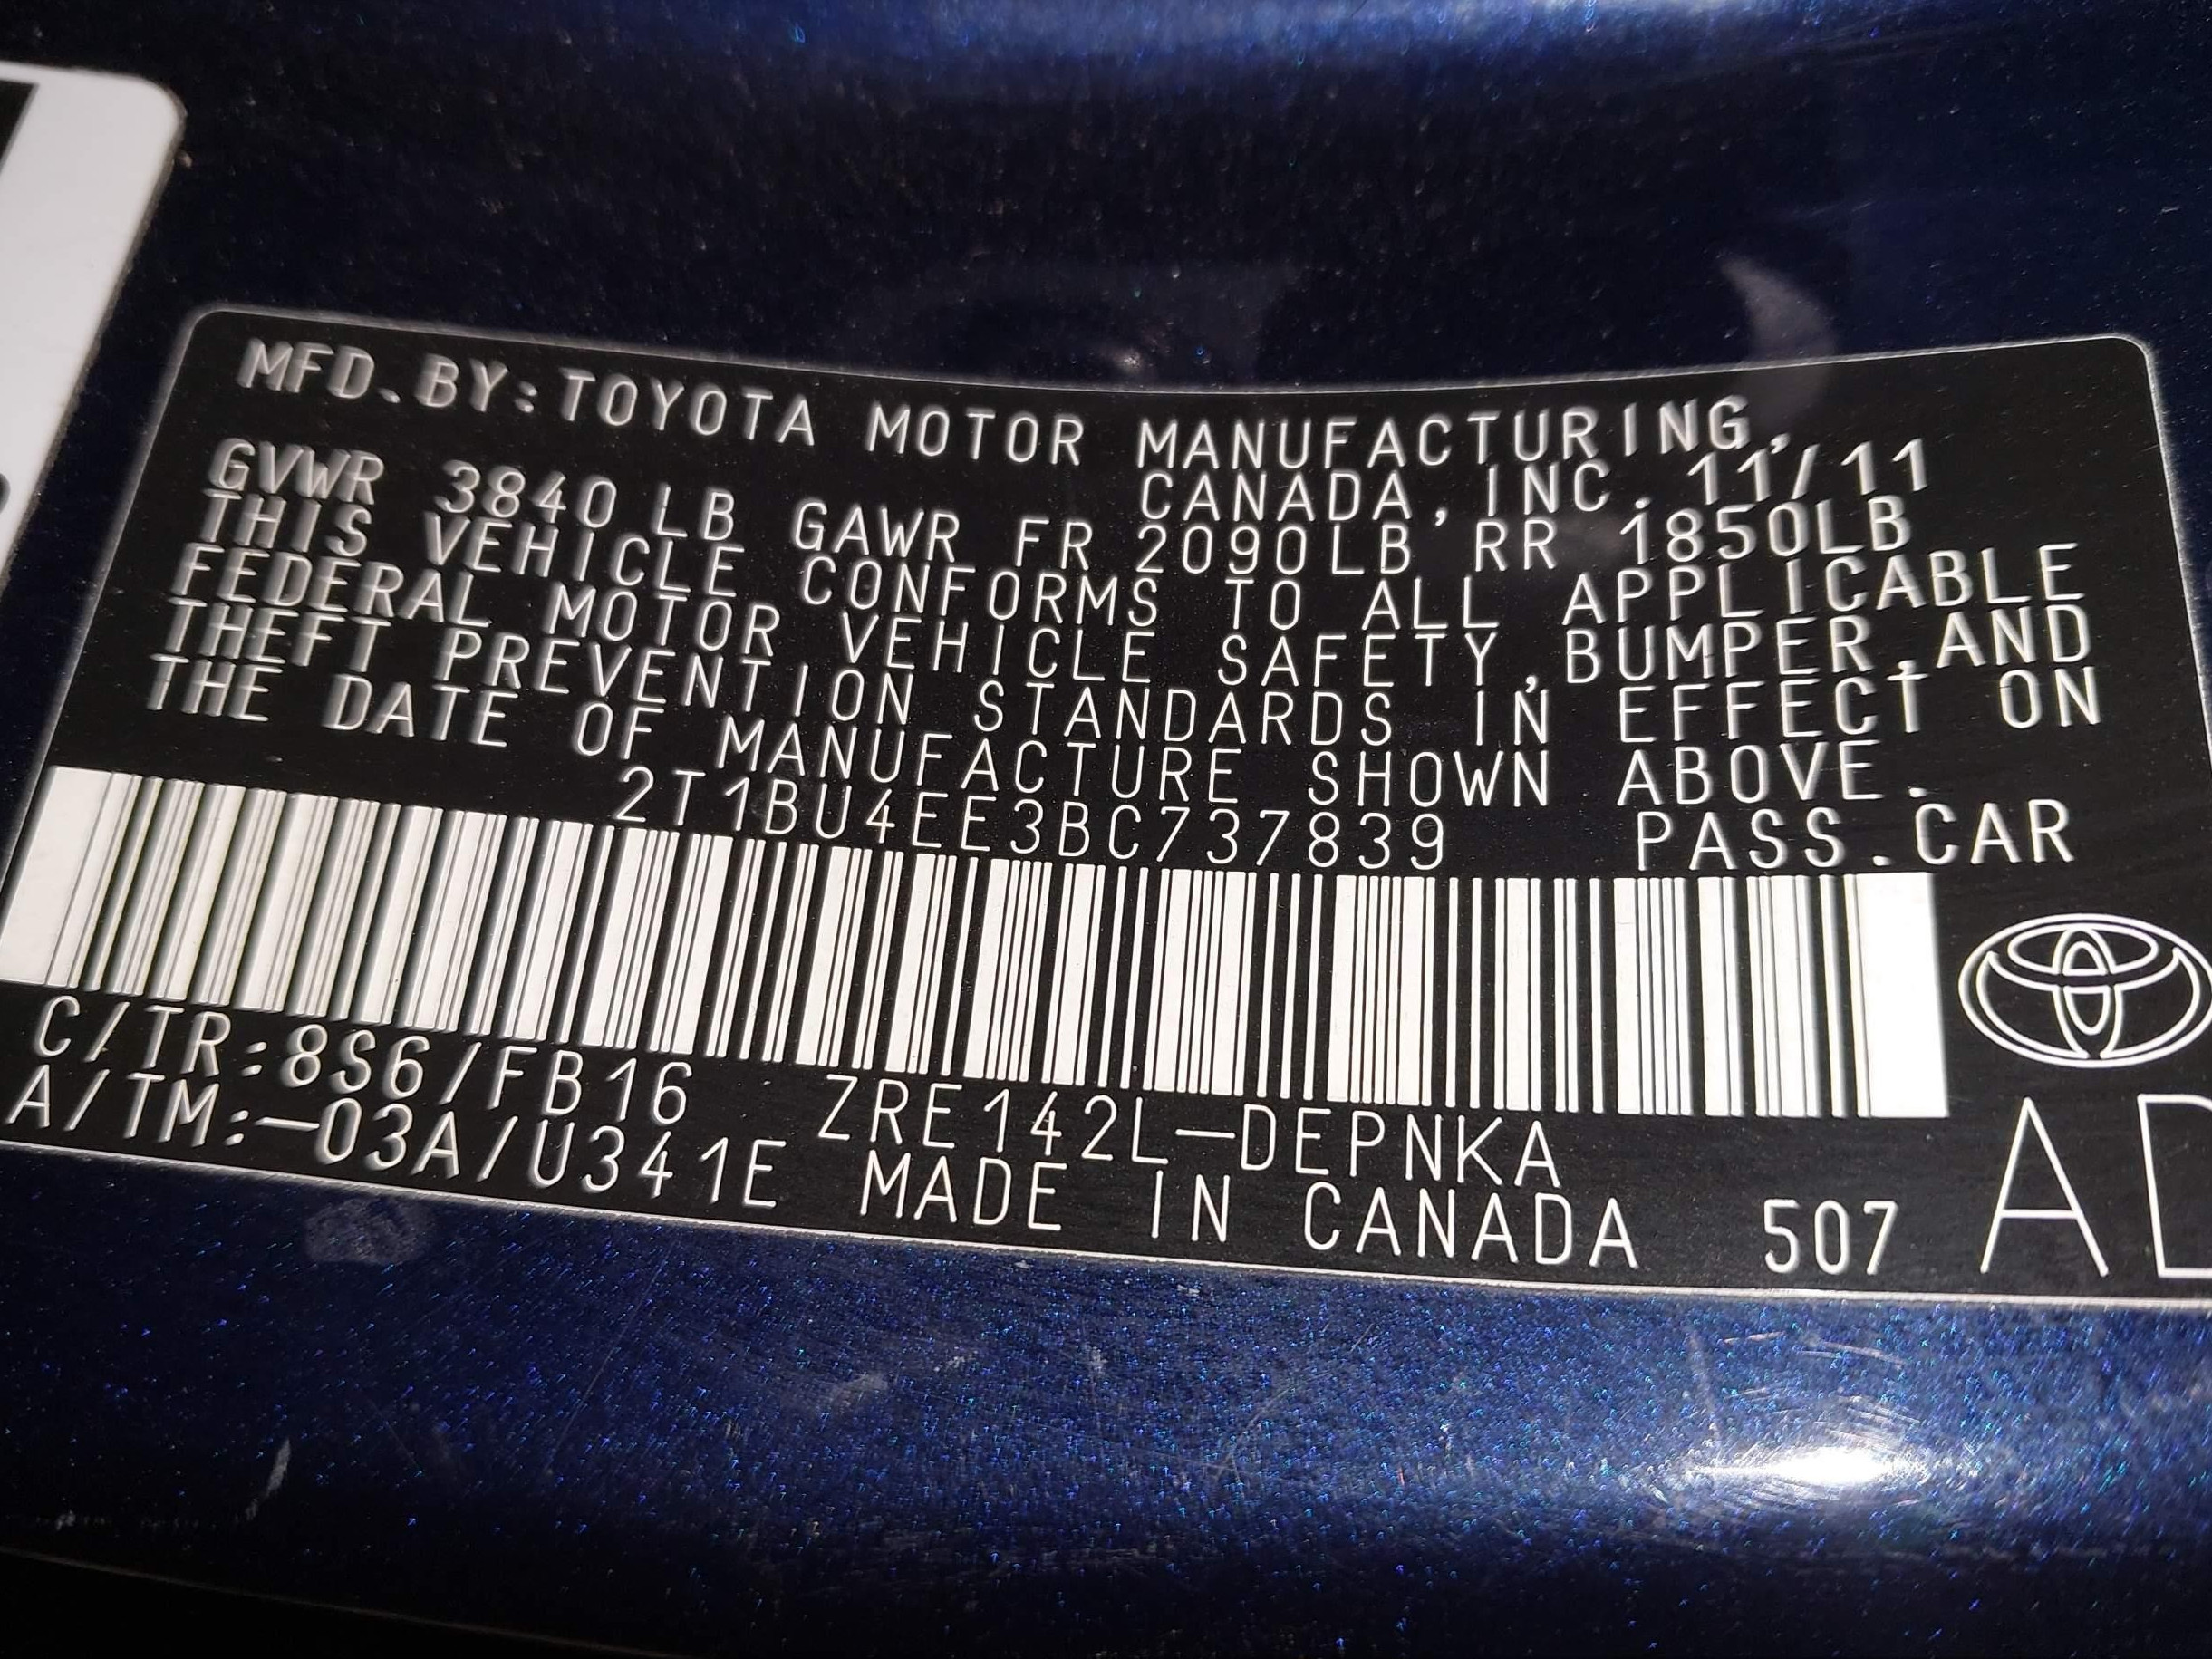 MFD.BY:TOYOTA MOTOR MANUFACTURING,
CANADA,INC. 11/11
GVWR 3840LB GAWR FR 2090LB RR 1850LB
THIS VEHICLE CONFORMS TO ALL APPLICABLE
FEDERAL MOTOR VEHICLE SAFETY,BUMPER,AND
THEFT PREVENTION STANDARDS IN EFFECT ON
THE DATE OF MANUFACTURE SHOWN ABOVE.
2T1BU4EE3BC737839 PASS.CAR
C/TR:8S6/FB16 ZRE142L-DEPNKA
A/TM:-03A/U341E MADE IN CANADA 507
A